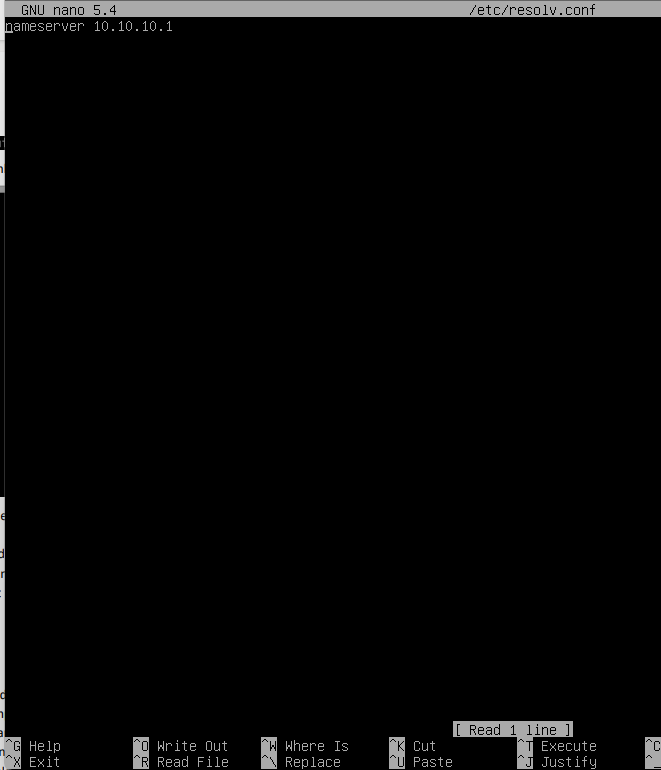 GNU nano 5.4 /etc/resolv.conf
nameserver 10.10.10.1
[ Read 1 line ]
^G Help ^O Write Out ^W Where Is ^K Cut ^T Execute ^C
^X Exit ^R Read File ^\ Replace ^U Paste ^J Justify ^_